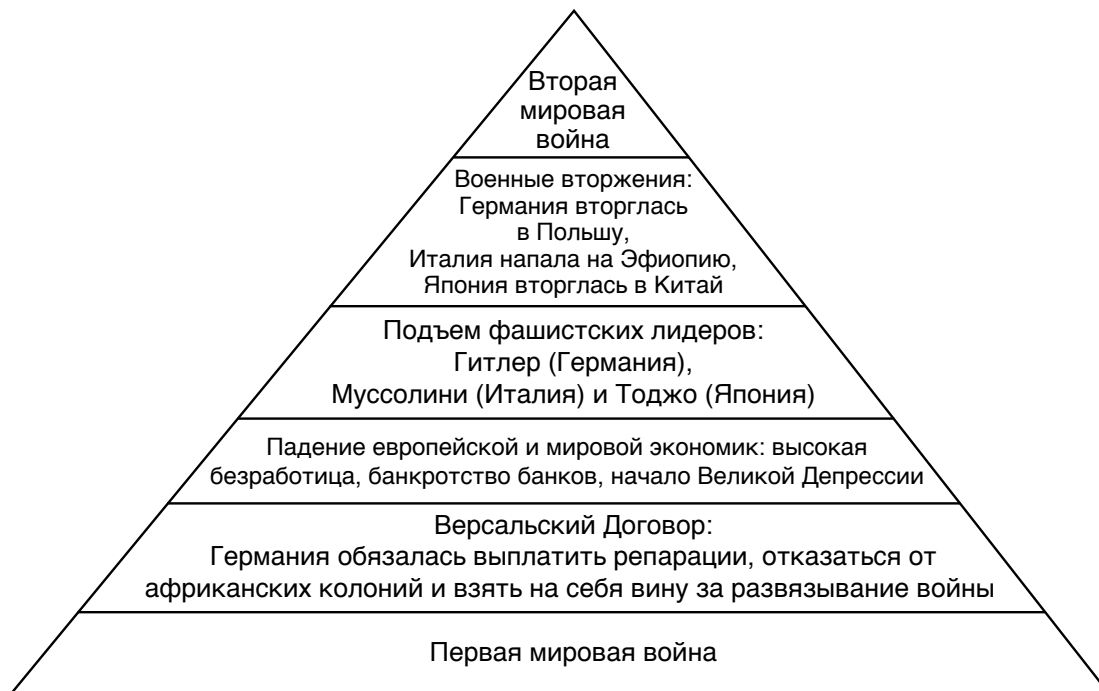 Вторая
мировая
война
Военные вторжения:
Германия вторглась
в Польшу,
Италия напала на Эфиопию,
Япония вторглась в Китай
Подъем фашистских лидеров:
Гитлер (Германия),
Муссолини (Италия) и Тоджо (Япония)
Падение европейской и мировой экономик: высокая
безработица, банкротство банков, начало Великой Депрессии
Версальский Договор:
Германия обязалась выплатить репарации, отказаться от
африканских колоний и взять на себя вину за развязывание войны
Первая мировая война